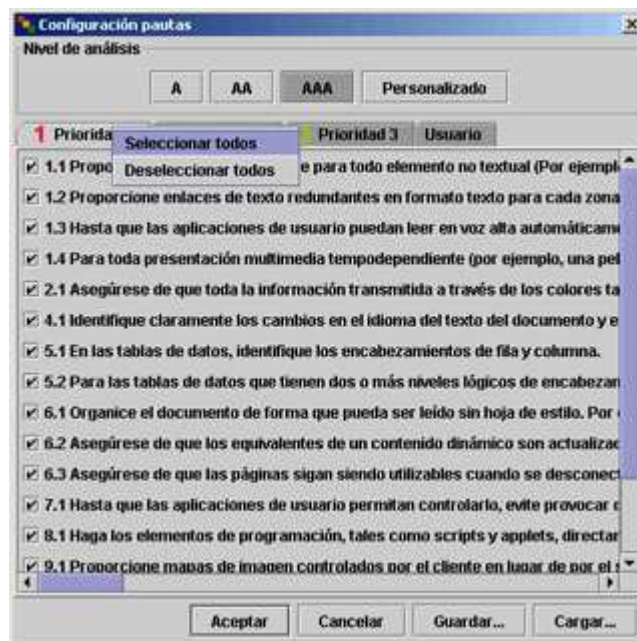 Configuración pautas
Nivel de análisis
A AA AAA Personalizado
1 Priorida Prioridad 3 Usuario
Seleccionar todos
Deseleccionar todos
1.1 Propo e para todo elemento no textual (Por ejempl
1.2 Proporcione enlaces de texto redundantes en formato texto para cada zona
1.3 Hasta que las aplicaciones de usuario puedan leer en voz alta automáticam
1.4 Para toda presentación multimedia tempodependiente (por ejemplo, una pel
2.1 Asegúrese de que toda la información transmitida a través de los colores ta
4.1 Identifique claramente los cambios en el idioma del texto del documento y e
5.1 En las tablas de datos, identifique los encabezamientos de fila y columna.
5.2 Para las tablas de datos que tienen dos o más niveles lógicos de encabezan
6.1 Organice el documento de forma que pueda ser leído sin hoja de estilo. Por
6.2 Asegúrese de que los equivalentes de un contenido dinámico son actualizac
6.3 Asegúrese de que las páginas sigan siendo utilizables cuando se desconect
7.1 Hasta que las aplicaciones de usuario permitan controlarlo, evite provocar
8.1 Haga los elementos de programación, tales como scripts y applets, directar
9.1 Proporcione mapas de imagen controlados por el cliente en lugar de por el s
Aceptar Cancelar Guardar... Cargar...